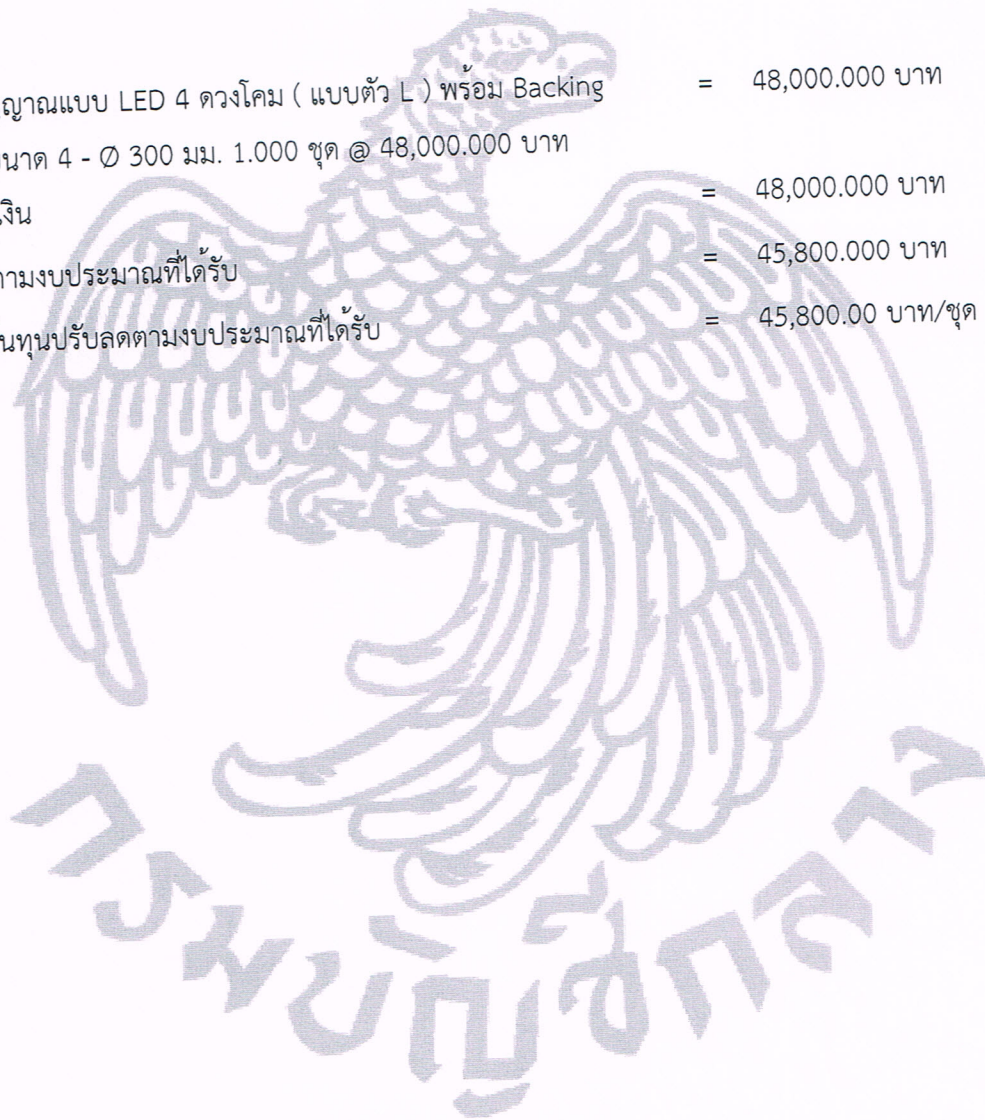 ญาณแบบ LED 4 ดวงโคม ( แบบตัว L ) พร้อม Backing = 48,000.000 บาท
นาด 4 - Ø 300 มม. 1.000 ชุด @ 48,000.000 บาท
เงิน = 48,000.000 บาท
ตามงบประมาณที่ได้รับ = 45,800.000 บาท
นทุนปรับลดตามงบประมาณที่ได้รับ = 45,800.00 บาท/ชุด
กรมบัญชีกลาง